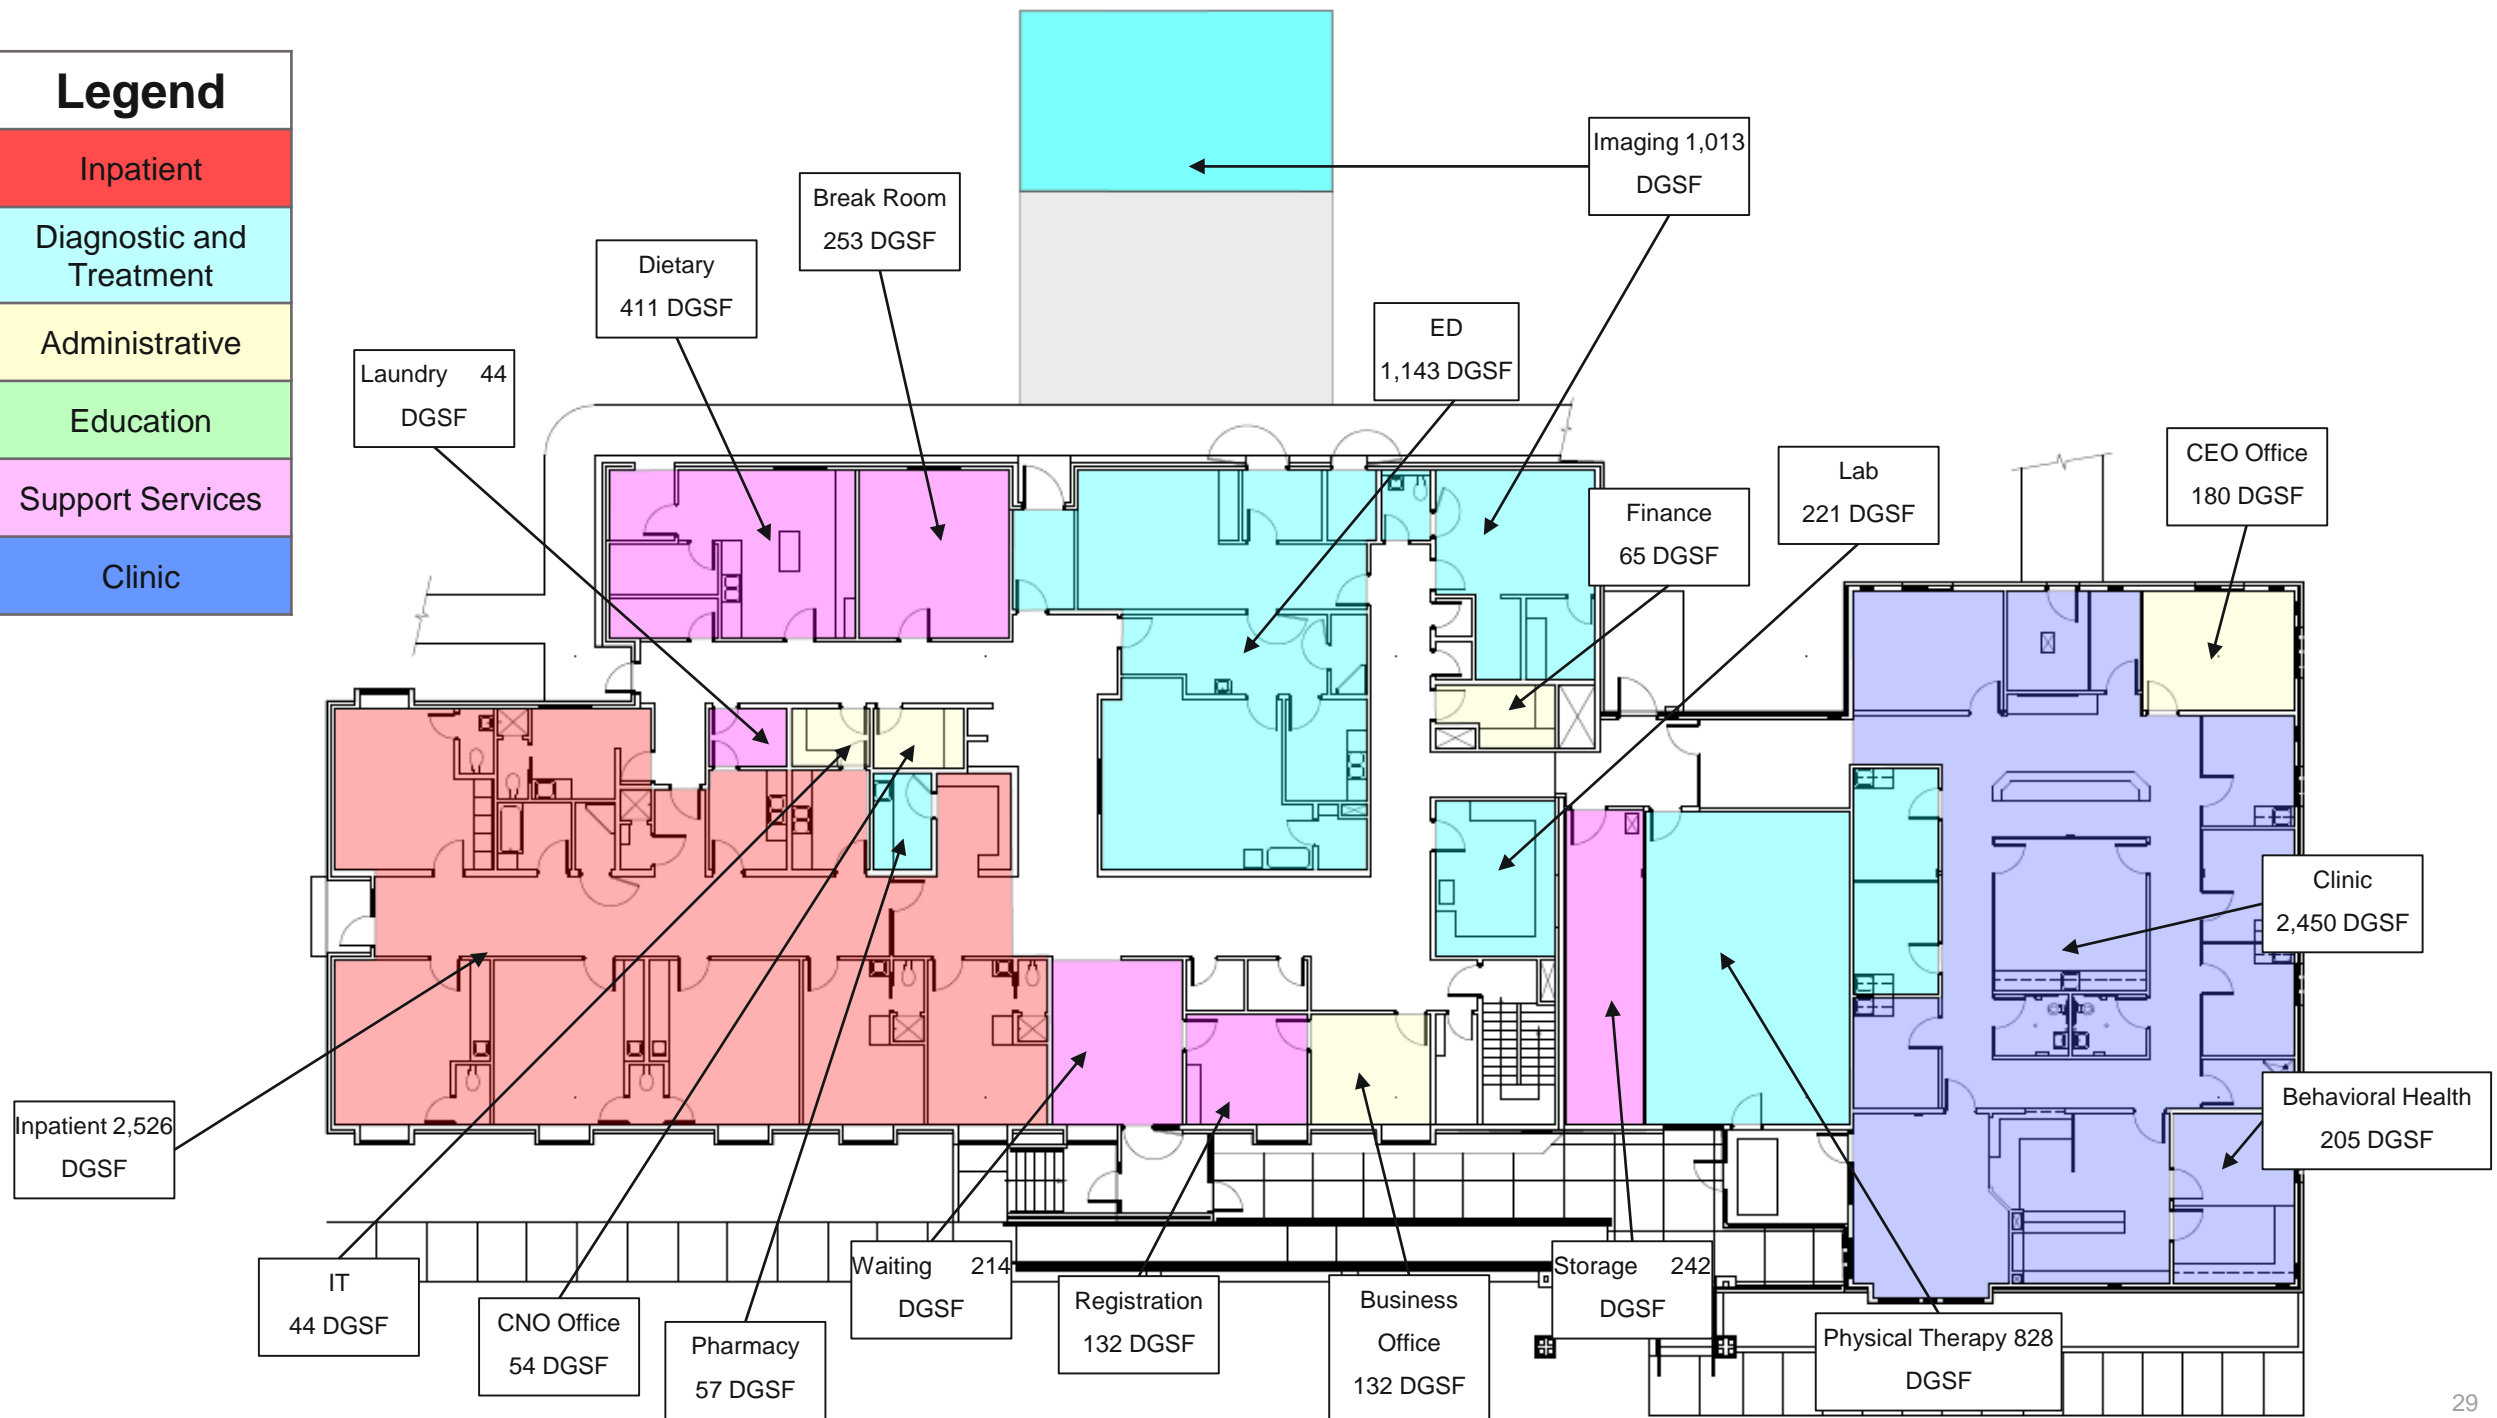 Legend
Inpatient
Diagnostic and
Treatment
Administrative
Education
Support Services
Clinic
Imaging 1,013
DGSF
Break Room
253 DGSF
Dietary
411 DGSF
ED
1,143 DGSF
Laundry 44
DGSF
Lab
221 DGSF
CEO Office
180 DGSF
Finance
65 DGSF
Clinic
2,450 DGSF
Behavioral Health
205 DGSF
Inpatient 2,526
DGSF
IT
44 DGSF
CNO Office
54 DGSF
Pharmacy
57 DGSF
Waiting 214
DGSF
Registration
132 DGSF
Business
Office
132 DGSF
Storage 242
DGSF
Physical Therapy 828
DGSF
29